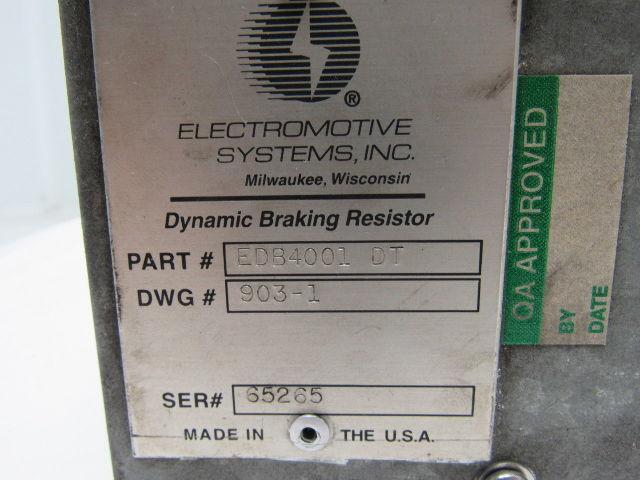 ®
ELECTROMOTIVE
SYSTEMS, INC.
Milwaukee, Wisconsin
Dynamic Braking Resistor
PART # EDB4001 DT
DWG # 903-1
SER# 65265
MADE IN THE U.S.A.
QA APPROVED
BY
DATE